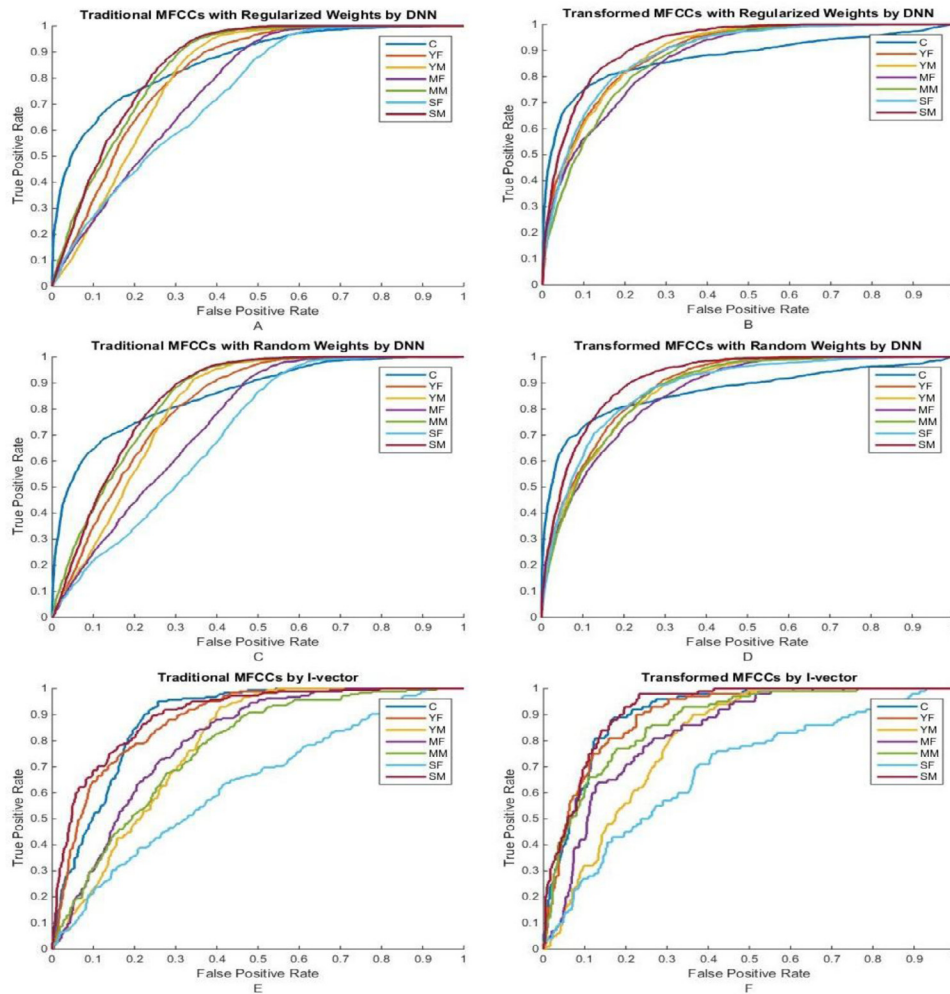 Traditional MFCCs with Regularized Weights by DNN
1
0.9
0.8
0.7
0.6
0.5
0.4
0.3
0.2
0.1
0
True Positive Rate
C
YF
YM
MF
MM
SF
SM
0 0.1 0.2 0.3 0.4 0.5 0.6 0.7 0.8 0.9 1
False Positive Rate
A
Transformed MFCCs with Regularized Weights by DNN
1
0.9
0.8
0.7
0.6
0.5
0.4
0.3
0.2
0.1
0
True Positive Rate
C
YF
YM
MF
MM
SF
SM
0 0.1 0.2 0.3 0.4 0.5 0.6 0.7 0.8 0.9
False Positive Rate
B
Traditional MFCCs with Random Weights by DNN
1
0.9
0.8
0.7
0.6
0.5
0.4
0.3
0.2
0.1
0
True Positive Rate
C
YF
YM
MF
MM
SF
SM
0 0.1 0.2 0.3 0.4 0.5 0.6 0.7 0.8 0.9 1
False Positive Rate
C
Transformed MFCCs with Random Weights by DNN
1
0.9
0.8
0.7
0.6
0.5
0.4
0.3
0.2
0.1
0
True Positive Rate
C
YF
YM
MF
MM
SF
SM
0 0.1 0.2 0.3 0.4 0.5 0.6 0.7 0.8 0.9
False Positive Rate
D
Traditional MFCCs by I-vector
1
0.9
0.8
0.7
0.6
0.5
0.4
0.3
0.2
0.1
0
True Positive Rate
C
YF
YM
MF
MM
SF
SM
0 0.1 0.2 0.3 0.4 0.5 0.6 0.7 0.8 0.9 1
False Positive Rate
E
Transformed MFCCs by I-vector
1
0.9
0.8
0.7
0.6
0.5
0.4
0.3
0.2
0.1
0
True Positive Rate
C
YF
YM
MF
MM
SF
SM
0 0.1 0.2 0.3 0.4 0.5 0.6 0.7 0.8 0.9
False Positive Rate
F